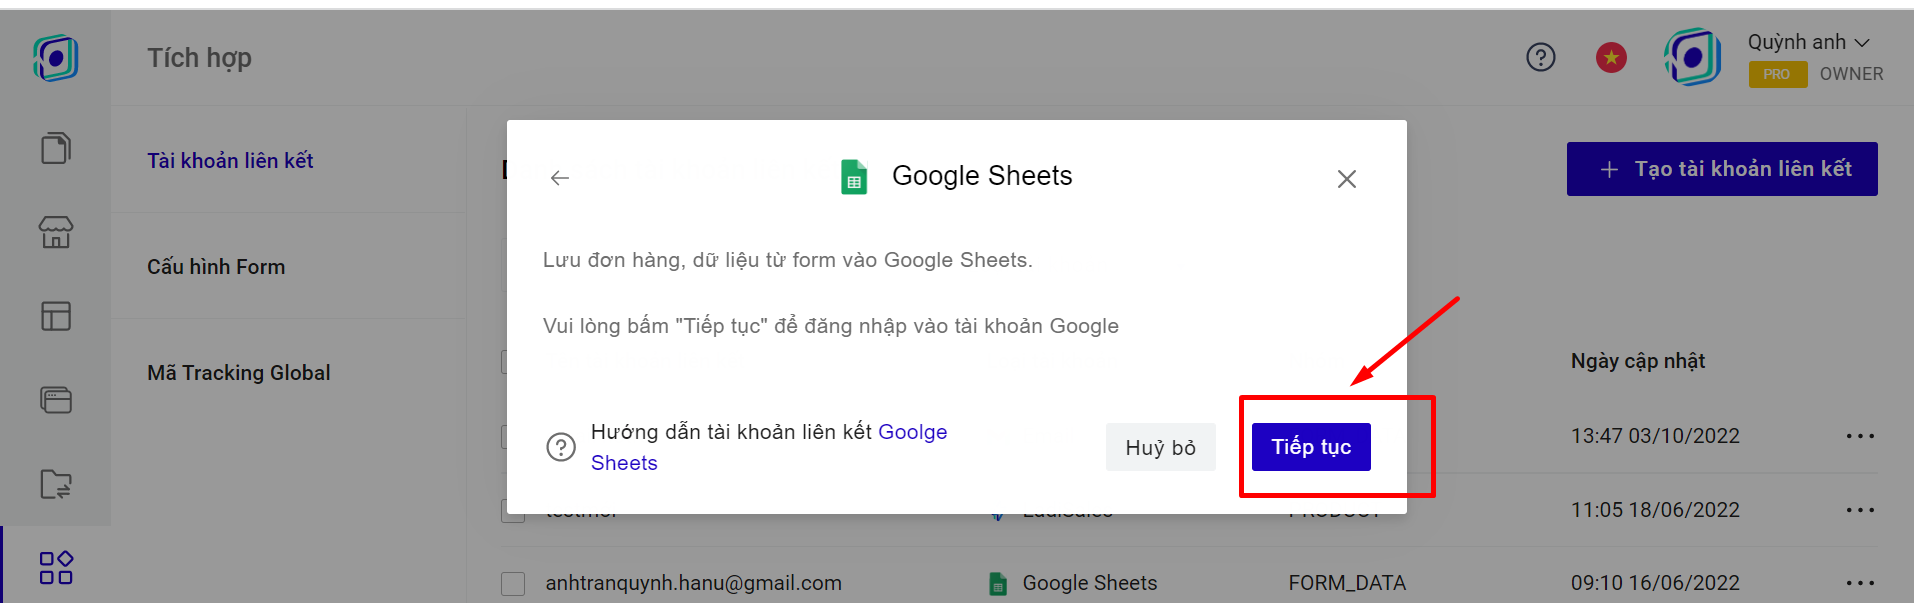 Tích hợp
Quỳnh anh
PRO OWNER
Tài khoản liên kết
Cấu hình Form
Mã Tracking Global
+ Tạo tài khoản liên kết
Google Sheets
Lưu đơn hàng, dữ liệu từ form vào Google Sheets.
Vui lòng bấm "Tiếp tục" để đăng nhập vào tài khoản Google
Hướng dẫn tài khoản liên kết Goolge
Sheets
Huỷ bỏ
Tiếp tục
Ngày cập nhật
13:47 03/10/2022
LadiSales PRODUCT 11:05 18/06/2022
anhtranquynh.hanu@gmail.com Google Sheets FORM_DATA 09:10 16/06/2022